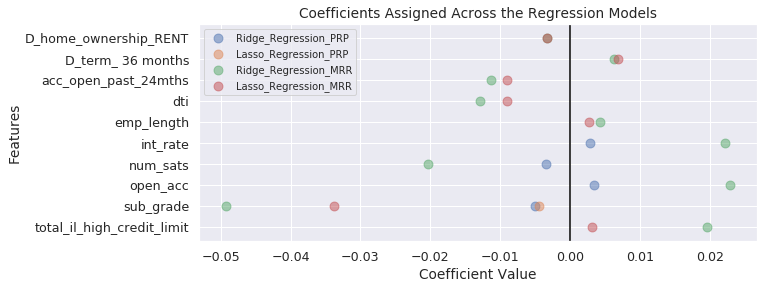 Coefficients Assigned Across the Regression Models
Features
D_home_ownership_RENT
D_term_ 36 months
acc_open_past_24mths
dti
emp_length
int_rate
num_sats
open_acc
sub_grade
total_il_high_credit_limit
Ridge_Regression_PRP
Lasso_Regression_PRP
Ridge_Regression_MRR
Lasso_Regression_MRR
−0.05 −0.04 −0.03 −0.02 −0.01 0.00 0.01 0.02
Coefficient Value